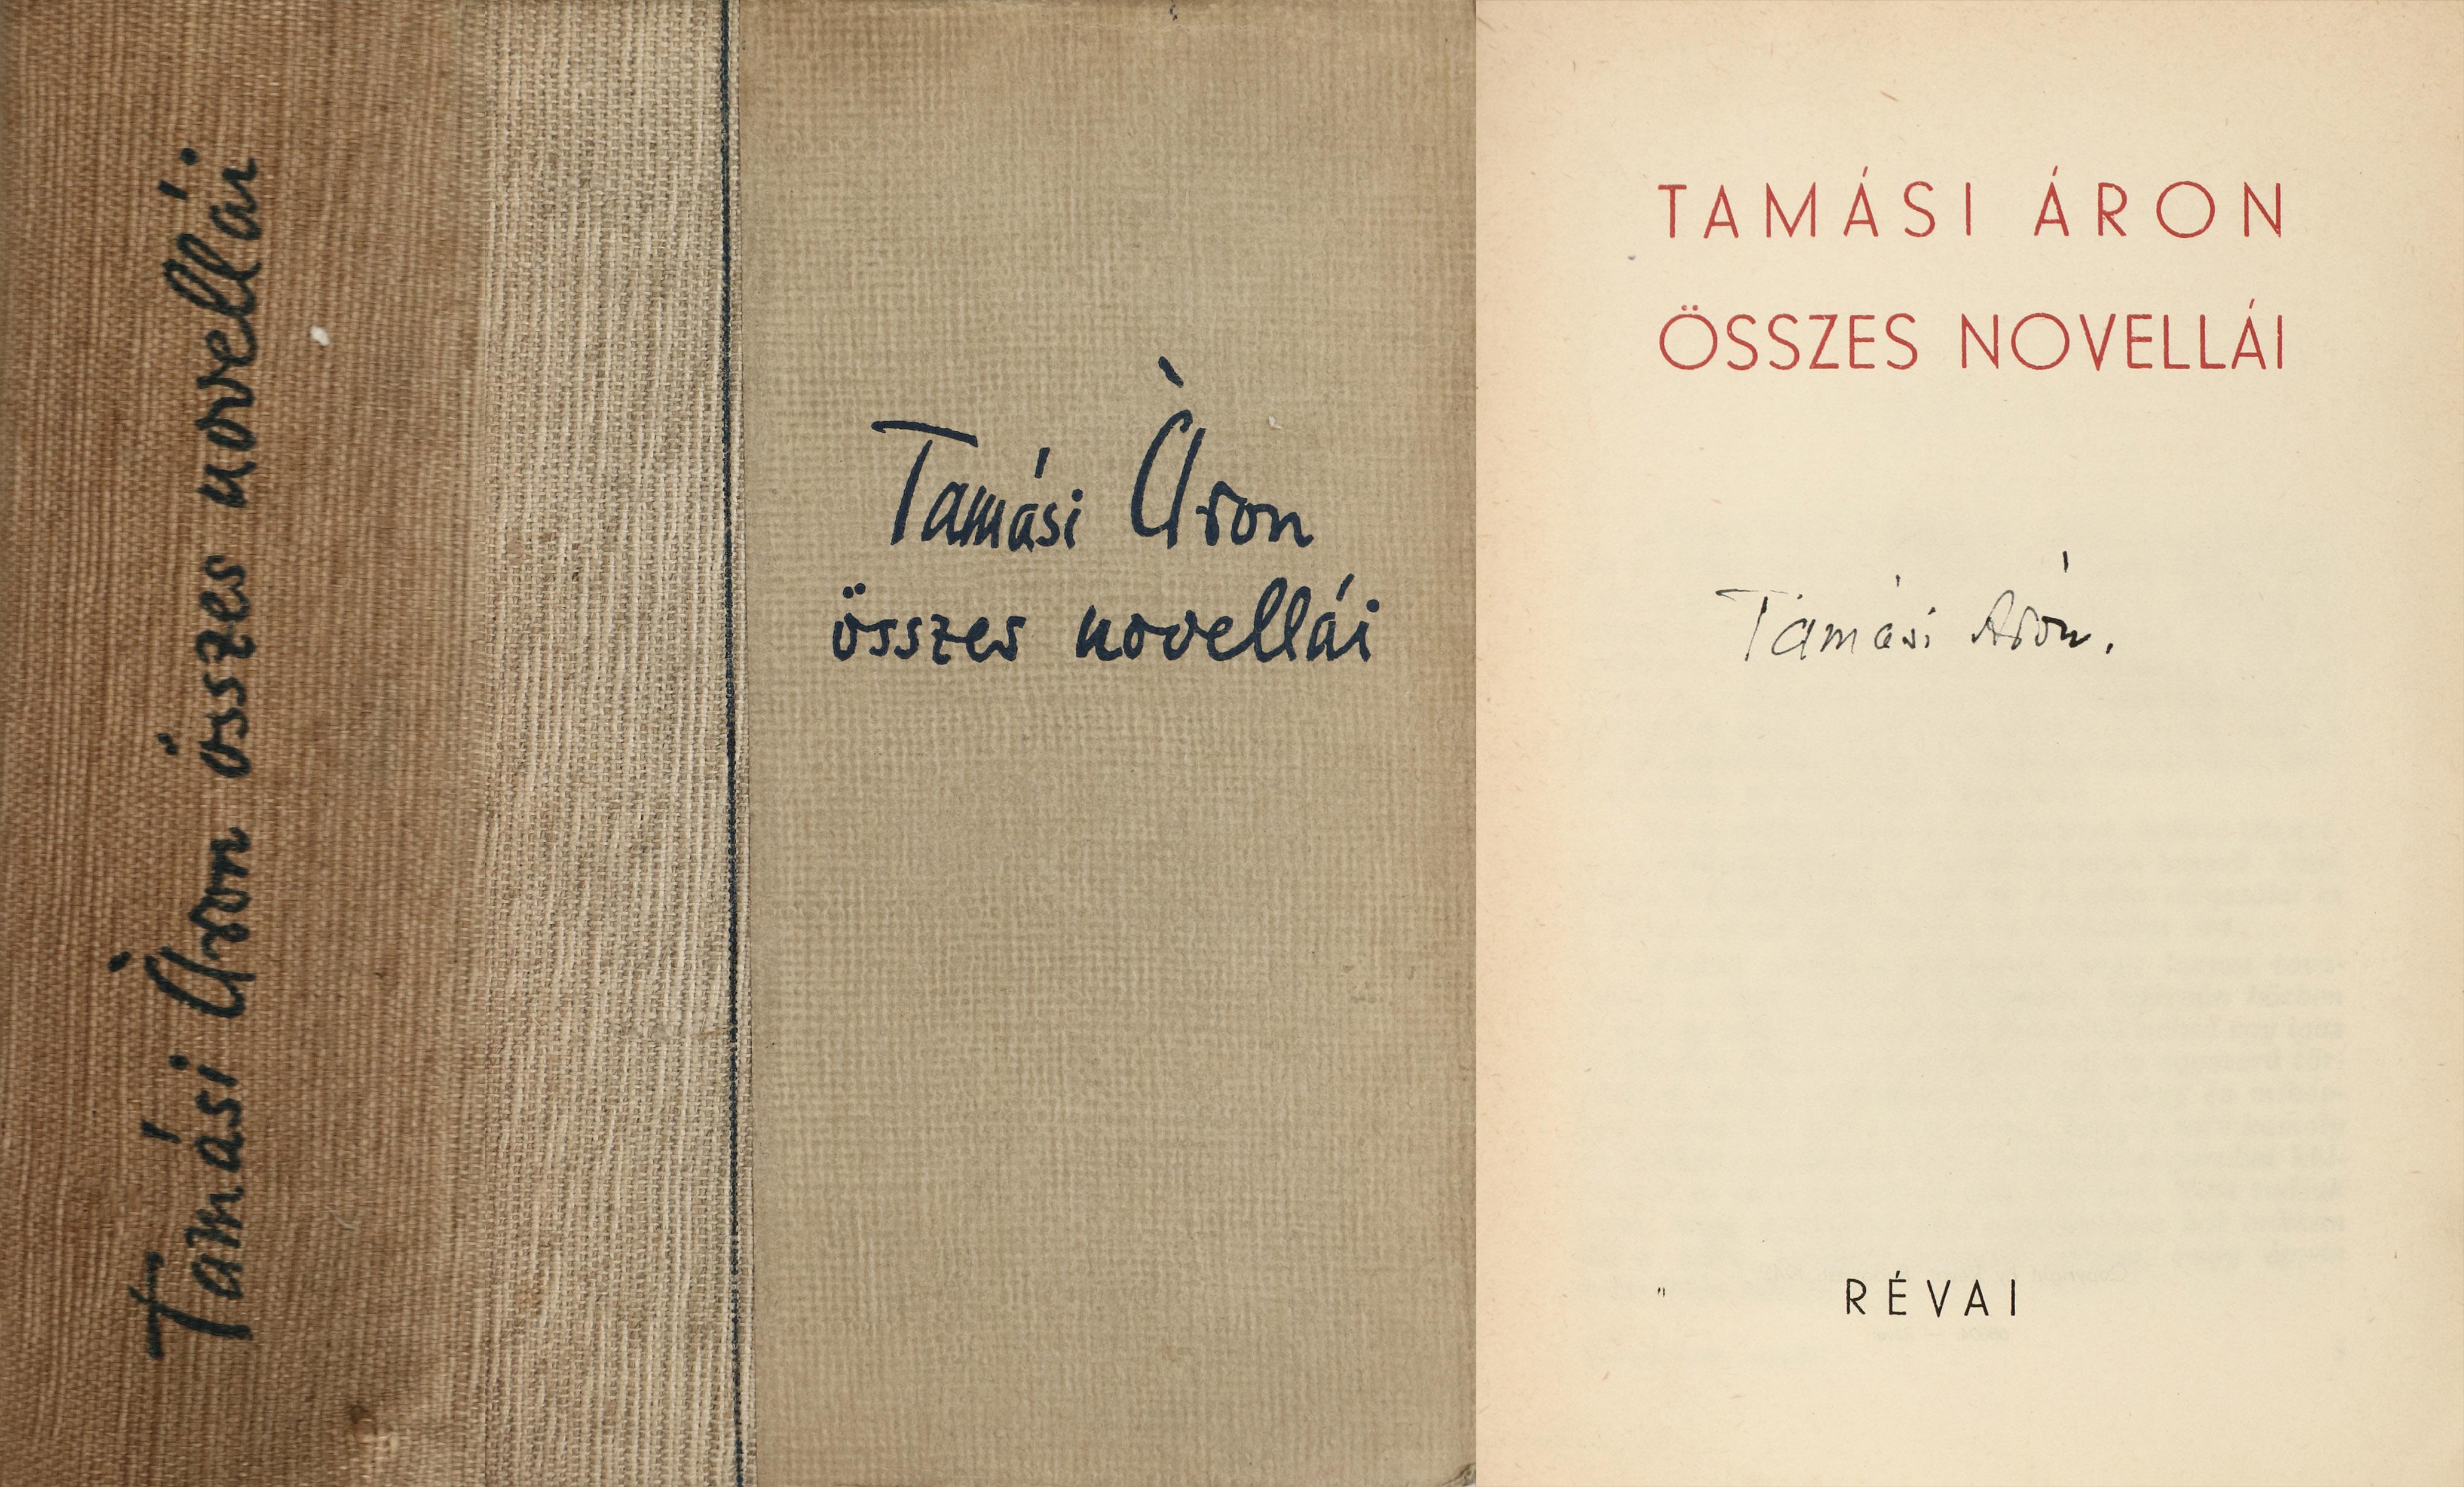 Tamási Áron összes novellái
Tamási Áron
összes novellái
TAMÁSI ÁRON
ÖSSZES NOVELLÁI
Tamási Áron.
RÉVAI